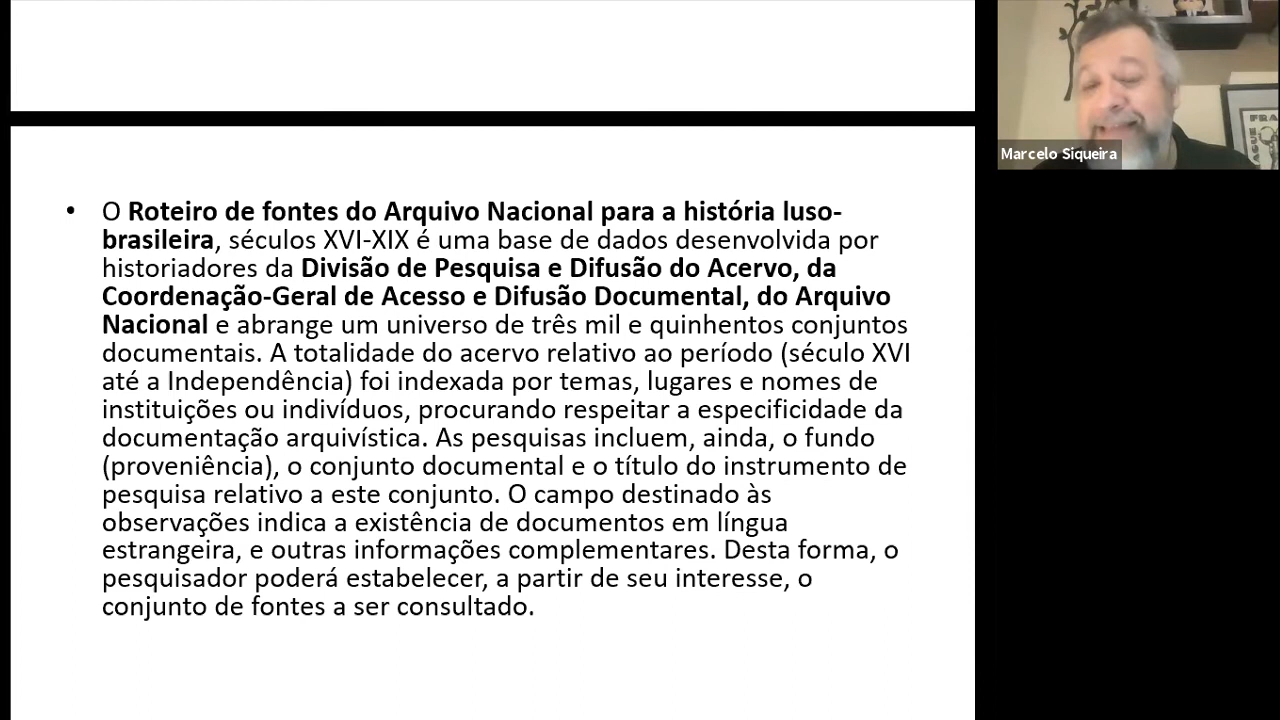 • O Roteiro de fontes do Arquivo Nacional para a história luso-
brasileira, séculos XVI-XIX é uma base de dados desenvolvida por
historiadores da Divisão de Pesquisa e Difusão do Acervo, da
Coordenação-Geral de Acesso e Difusão Documental, do Arquivo
Nacional e abrange um universo de três mil e quinhentos conjuntos
documentais. A totalidade do acervo relativo ao período (século XVI
até a Independência) foi indexada por temas, lugares e nomes de
instituições ou indivíduos, procurando respeitar a especificidade da
documentação arquivística. As pesquisas incluem, ainda, o fundo
(proveniência), o conjunto documental e o título do instrumento de
pesquisa relativo a este conjunto. O campo destinado às
observações indica a existência de documentos em língua
estrangeira, e outras informações complementares. Desta forma, o
pesquisador poderá estabelecer, a partir de seu interesse, o
conjunto de fontes a ser consultado.
Marcelo Siqueira